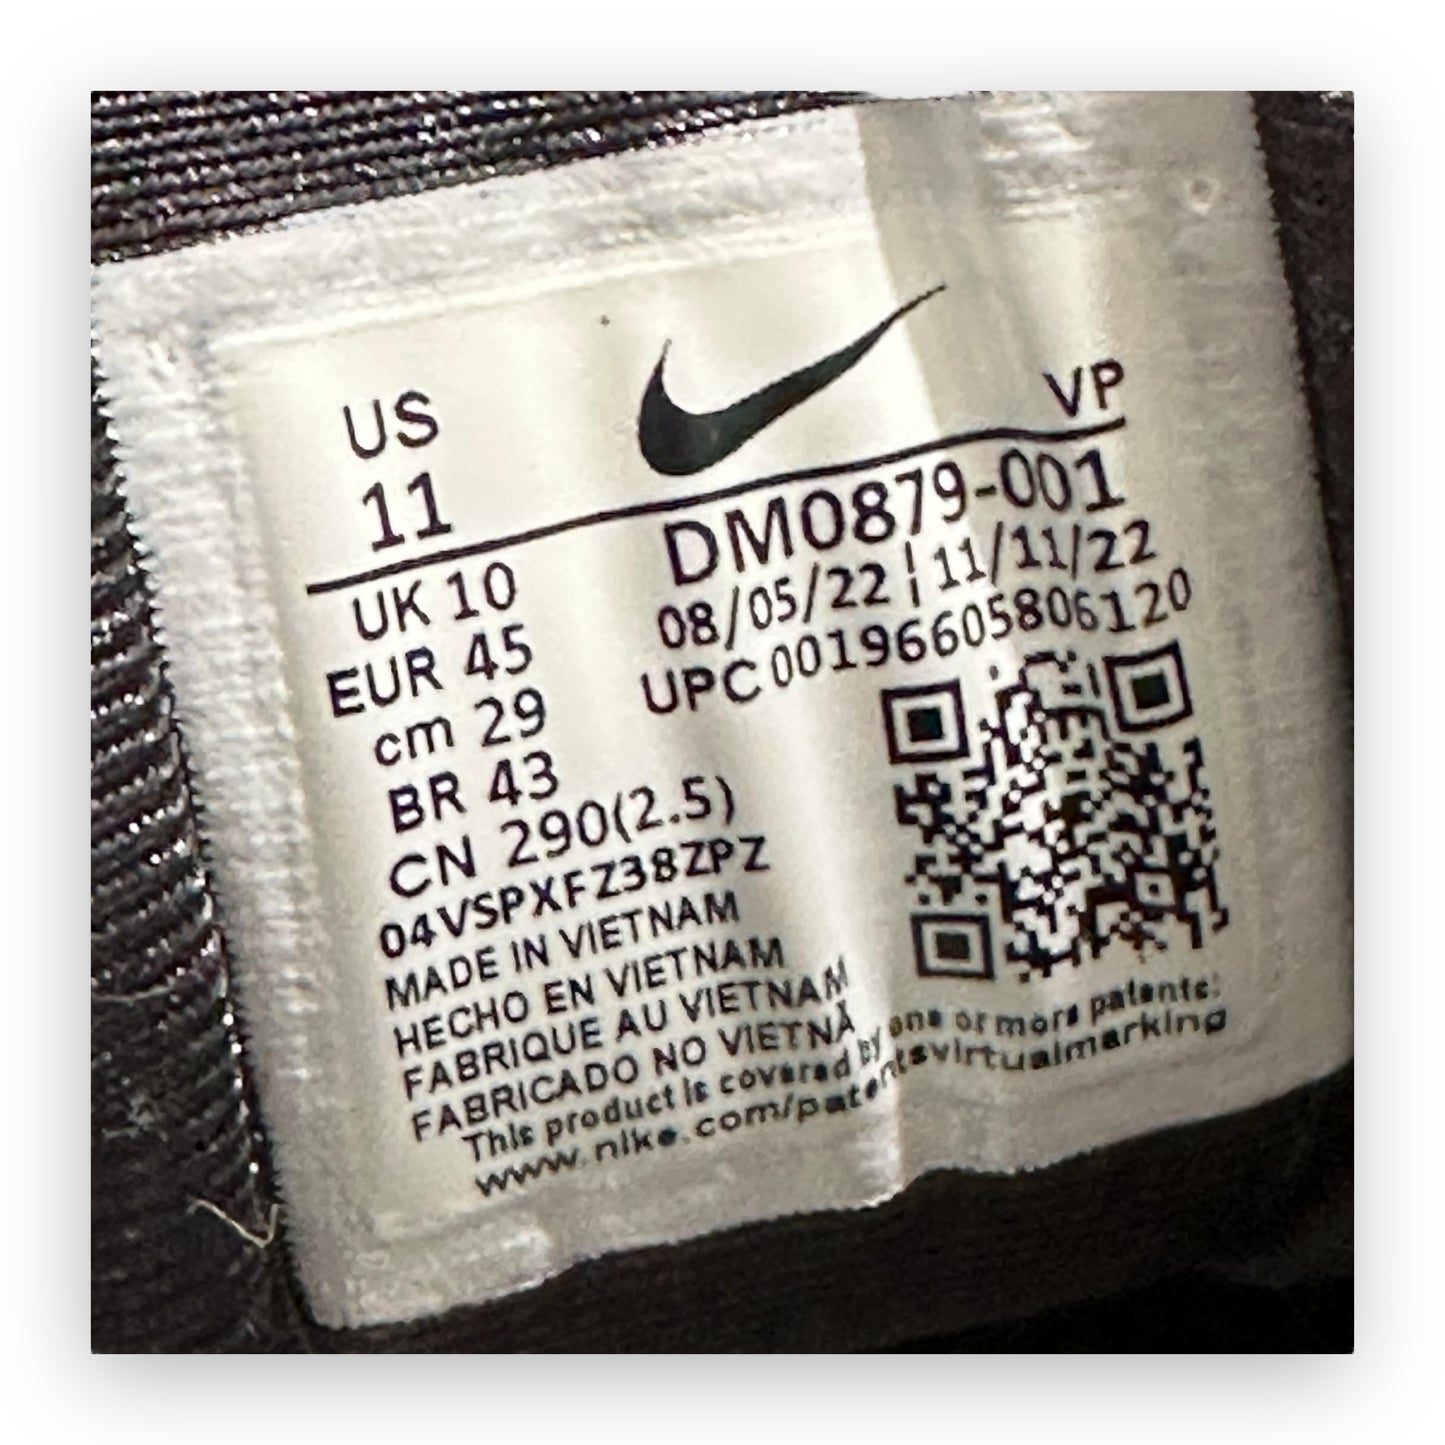 US
11
VP
UK 10
EUR 45
cm 29
BR 43
CN 290(2.5)
DM0879-001
08/05/22 ¦ 11/11/22
UPC 00196605806120
04VSPXFZ38ZPZ
MADE IN VIETNAM
HECHO EN VIETNAM
FABRIQUE AU VIETNAM
FABRICADO NO VIETNÃ
This product is covered by one or more patents:
www.nike.com/patentsvirtualmarking